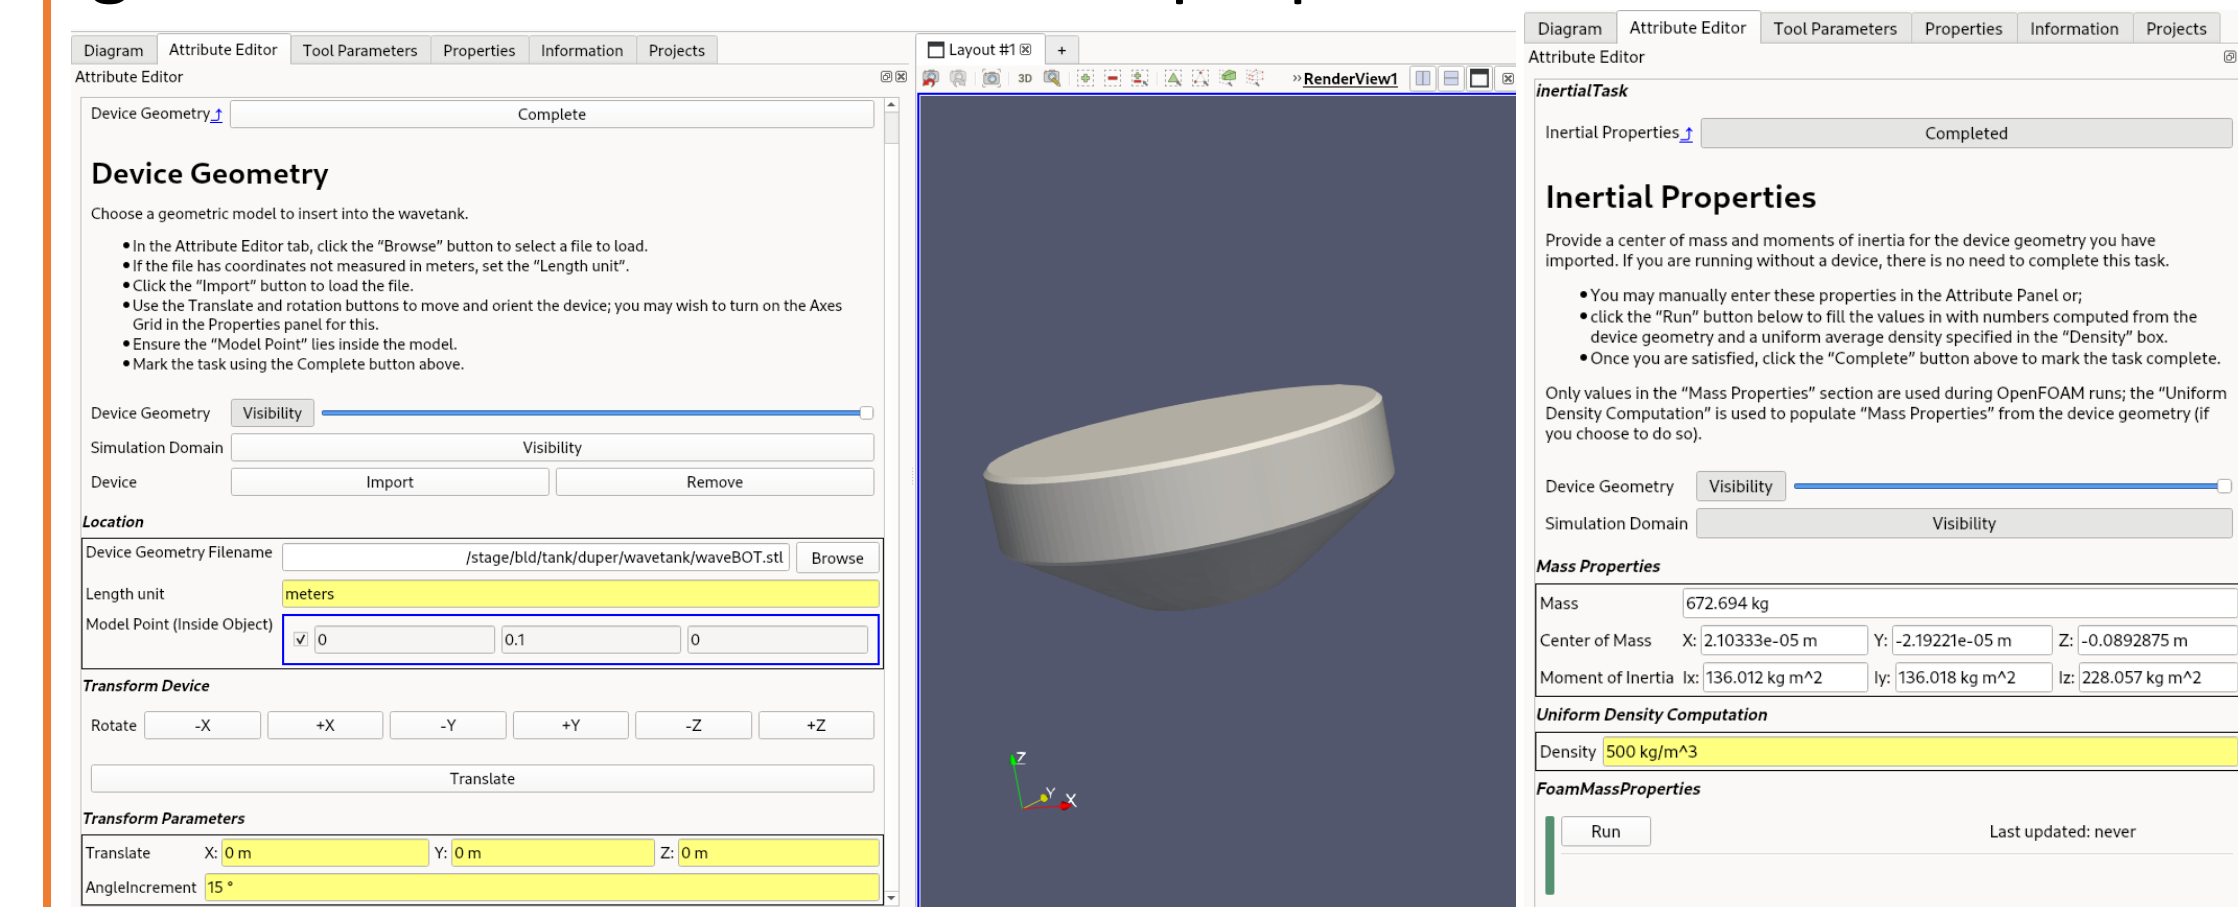 Diagram Attribute Editor Tool Parameters Properties Information Projects
Attribute Editor
Device Geometry Complete
Device Geometry
Choose a geometric model to insert into the wavetank.
• In the Attribute Editor tab, click the “Browse” button to select a file to load.
• If the file has coordinates not measured in meters, set the “Length unit”.
• Click the “Import” button to load the file.
• Use the Translate and rotation buttons to move and orient the device; you may wish to turn on the Axes
Grid in the Properties panel for this.
• Ensure the “Model Point” lies inside the model.
• Mark the task using the Complete button above.
Device Geometry Visibility
Simulation Domain Visibility
Device Import Remove
Location
Device Geometry Filename /stage/bld/tank/duper/wavetank/waveBOT.stl Browse
Length unit meters
Model Point (Inside Object) 0 0.1 0
Transform Device
Rotate -X +X -Y +Y -Z +Z
Translate
Transform Parameters
Translate X: 0 m Y: 0 m Z: 0 m
AngleIncrement 15 °
Layout #1 +
3D » RenderView1
Z
Y
X
Diagram Attribute Editor Tool Parameters Properties Information Projects
Attribute Editor
inertialTask
Inertial Properties Completed
Inertial Properties
Provide a center of mass and moments of inertia for the device geometry you have
imported. If you are running without a device, there is no need to complete this task.
• You may manually enter these properties in the Attribute Panel or;
• click the “Run” button below to fill the values in with numbers computed from the
device geometry and a uniform average density specified in the “Density” box.
• Once you are satisfied, click the “Complete” button above to mark the task complete.
Only values in the “Mass Properties” section are used during OpenFOAM runs; the “Uniform
Density Computation” is used to populate “Mass Properties” from the device geometry (if
you choose to do so).
Device Geometry Visibility
Simulation Domain Visibility
Mass Properties
Mass 672.694 kg
Center of Mass X: 2.10333e-05 m Y: -2.19221e-05 m Z: -0.0892875 m
Moment of Inertia Ix: 136.012 kg m^2 Iy: 136.018 kg m^2 Iz: 228.057 kg m^2
Uniform Density Computation
Density 500 kg/m^3
FoamMassProperties
Run Last updated: never